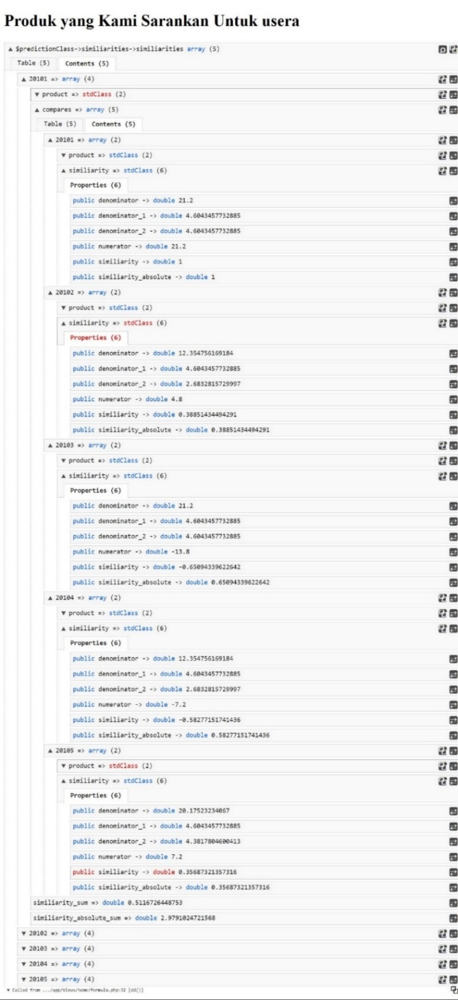 Produk yang Kami Sarankan Untuk usera
▲ $predictionClass->similiarities->similiarities array (5)
Table (5) Contents (5)
▲ 20101 => array (4)
▼ product => stdClass (2)
▲ compares => array (5)
Table (5) Contents (5)
▲ 20101 => array (2)
▼ product => stdClass (2)
▲ similiarity => stdClass (6)
Properties (6)
public denominator -> double 21.2
public denominator_1 -> double 4.6043457732885
public denominator_2 -> double 4.6043457732885
public numerator -> double 21.2
public similiarity -> double 1
public similiarity_absolute -> double 1
▲ 20102 => array (2)
▼ product => stdClass (2)
▲ similiarity => stdClass (6)
Properties (6)
public denominator -> double 12.354756169184
public denominator_1 -> double 4.6043457732885
public denominator_2 -> double 2.6832815729997
public numerator -> double 4.8
public similiarity -> double 0.38851434494291
public similiarity_absolute -> double 0.38851434494291
▲ 20103 => array (2)
▼ product => stdClass (2)
▲ similiarity => stdClass (6)
Properties (6)
public denominator -> double 21.2
public denominator_1 -> double 4.6043457732885
public denominator_2 -> double 4.6043457732885
public numerator -> double -13.8
public similiarity -> double -0.65094339622642
public similiarity_absolute -> double 0.65094339622642
▲ 20104 => array (2)
▼ product => stdClass (2)
▲ similiarity => stdClass (6)
Properties (6)
public denominator -> double 12.354756169184
public denominator_1 -> double 4.6043457732885
public denominator_2 -> double 2.6832815729997
public numerator -> double -7.2
public similiarity -> double -0.58277151741436
public similiarity_absolute -> double 0.58277151741436
▲ 20105 => array (2)
▼ product => stdClass (2)
▲ similiarity => stdClass (6)
Properties (6)
public denominator -> double 20.17523234067
public denominator_1 -> double 4.6043457732885
public denominator_2 -> double 4.3817804600413
public numerator -> double 7.2
public similiarity -> double 0.35687321357316
public similiarity_absolute -> double 0.35687321357316
similiarity_sum => double 0.5116726448753
similiarity_absolute_sum => double 2.9791024721568
▼ 20102 => array (4)
▼ 20103 => array (4)
▼ 20104 => array (4)
▼ 20105 => array (4)
▼ Called from .../app/Views/home/formula.php:32 [dd()]